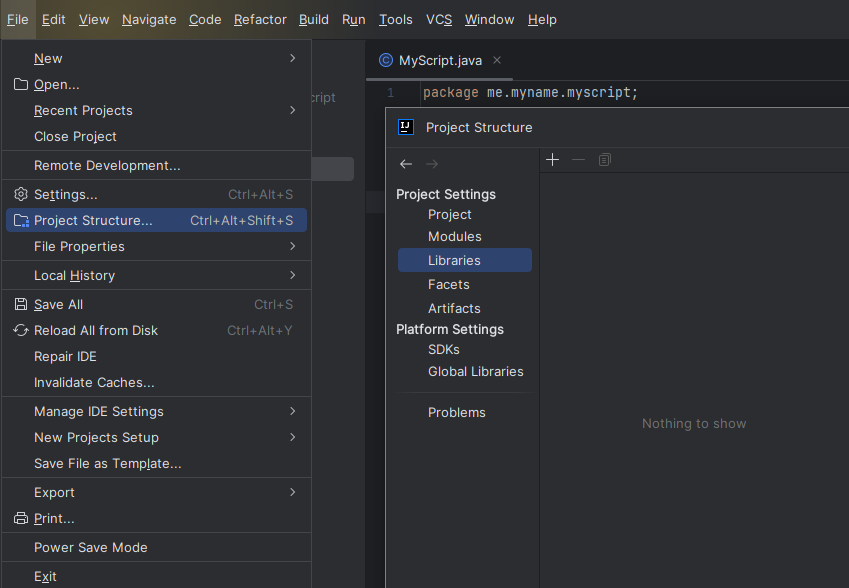 File Edit View Navigate Code Refactor Build Run Tools VCS Window Help
New
Open...
Recent Projects
Close Project
Remote Development...
Settings... Ctrl+Alt+S
Project Structure... Ctrl+Alt+Shift+S
File Properties
Local History
Save All Ctrl+S
Reload All from Disk Ctrl+Alt+Y
Repair IDE
Invalidate Caches...
Manage IDE Settings
New Projects Setup
Save File as Template...
Export
Print...
Power Save Mode
Exit
cript
MyScript.java
1 package me.myname.myscript;
IJ Project Structure
Project Settings
Project
Modules
Libraries
Facets
Artifacts
Platform Settings
SDKs
Global Libraries
Problems
Nothing to show